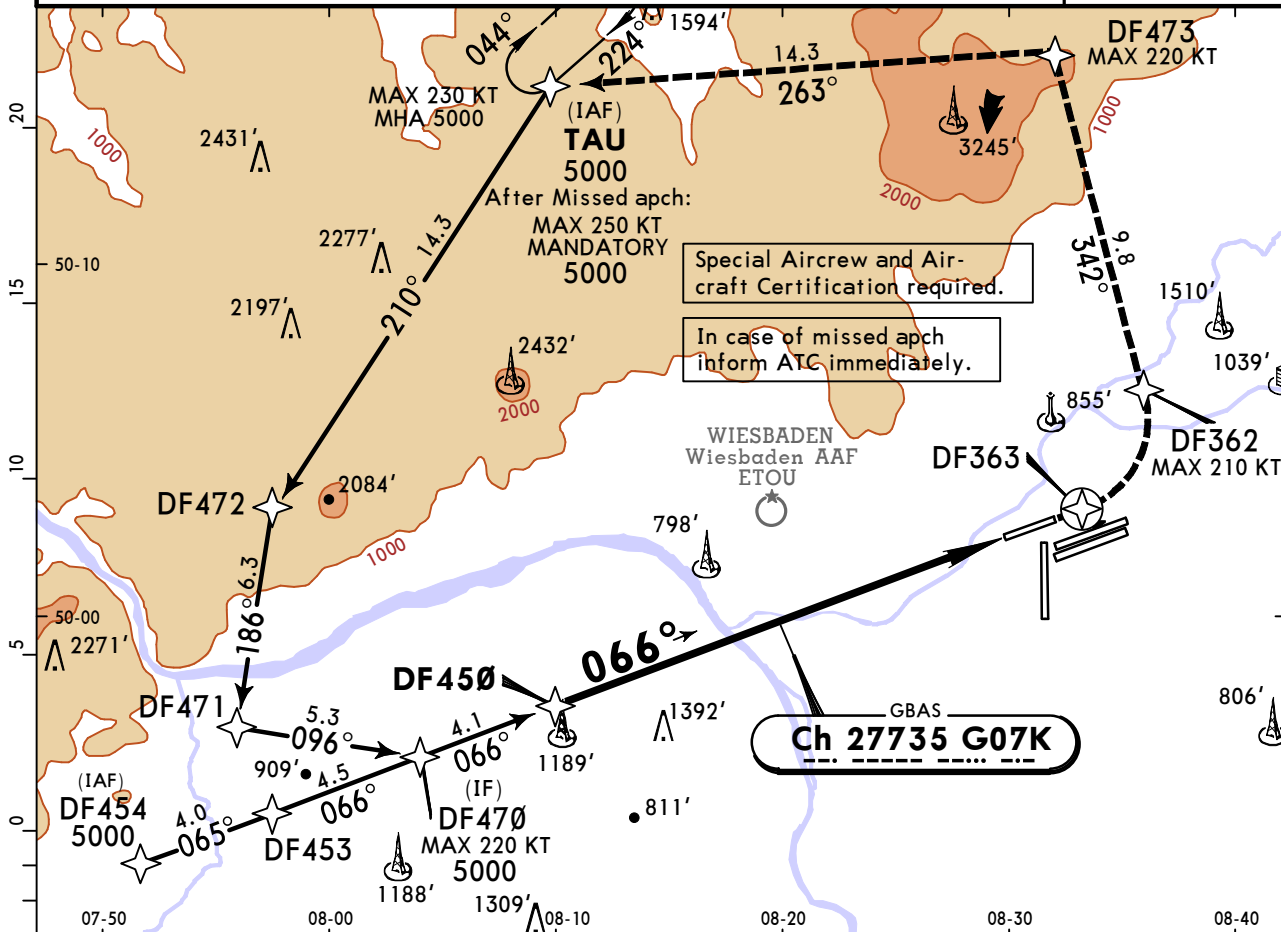 1594'
044°
224°
DF473
MAX 220 KT
14.3
263°
MAX 230 KT
MHA 5000
(IAF)
TAU
5000
After Missed apch:
MAX 250 KT
MANDATORY
5000
20
1000
2431'
3245'
1000
2000
2277'
14.3
210°
50-10
Special Aircrew and Air-
craft Certification required.
9.8
342°
15
2197'
1510'
In case of missed apch
inform ATC immediately.
2432'
2000
1039'
855'
WIESBADEN
Wiesbaden AAF
ETOU
DF363
DF362
MAX 210 KT
10
DF472
2084'
1000
798'
6.3
186°
50-00
5
2271'
066°
DF450
DF471
5.3
096°
4.1
066°
1189'
1392'
806'
GBAS
Ch 27735 G07K
909'
4.5
066°
(IAF)
DF454
5000
4.0
065°
DF453
(IF)
DF470
MAX 220 KT
5000
811'
0
1188'
1309'
07-50
08-00
08-10
08-20
08-30
08-40